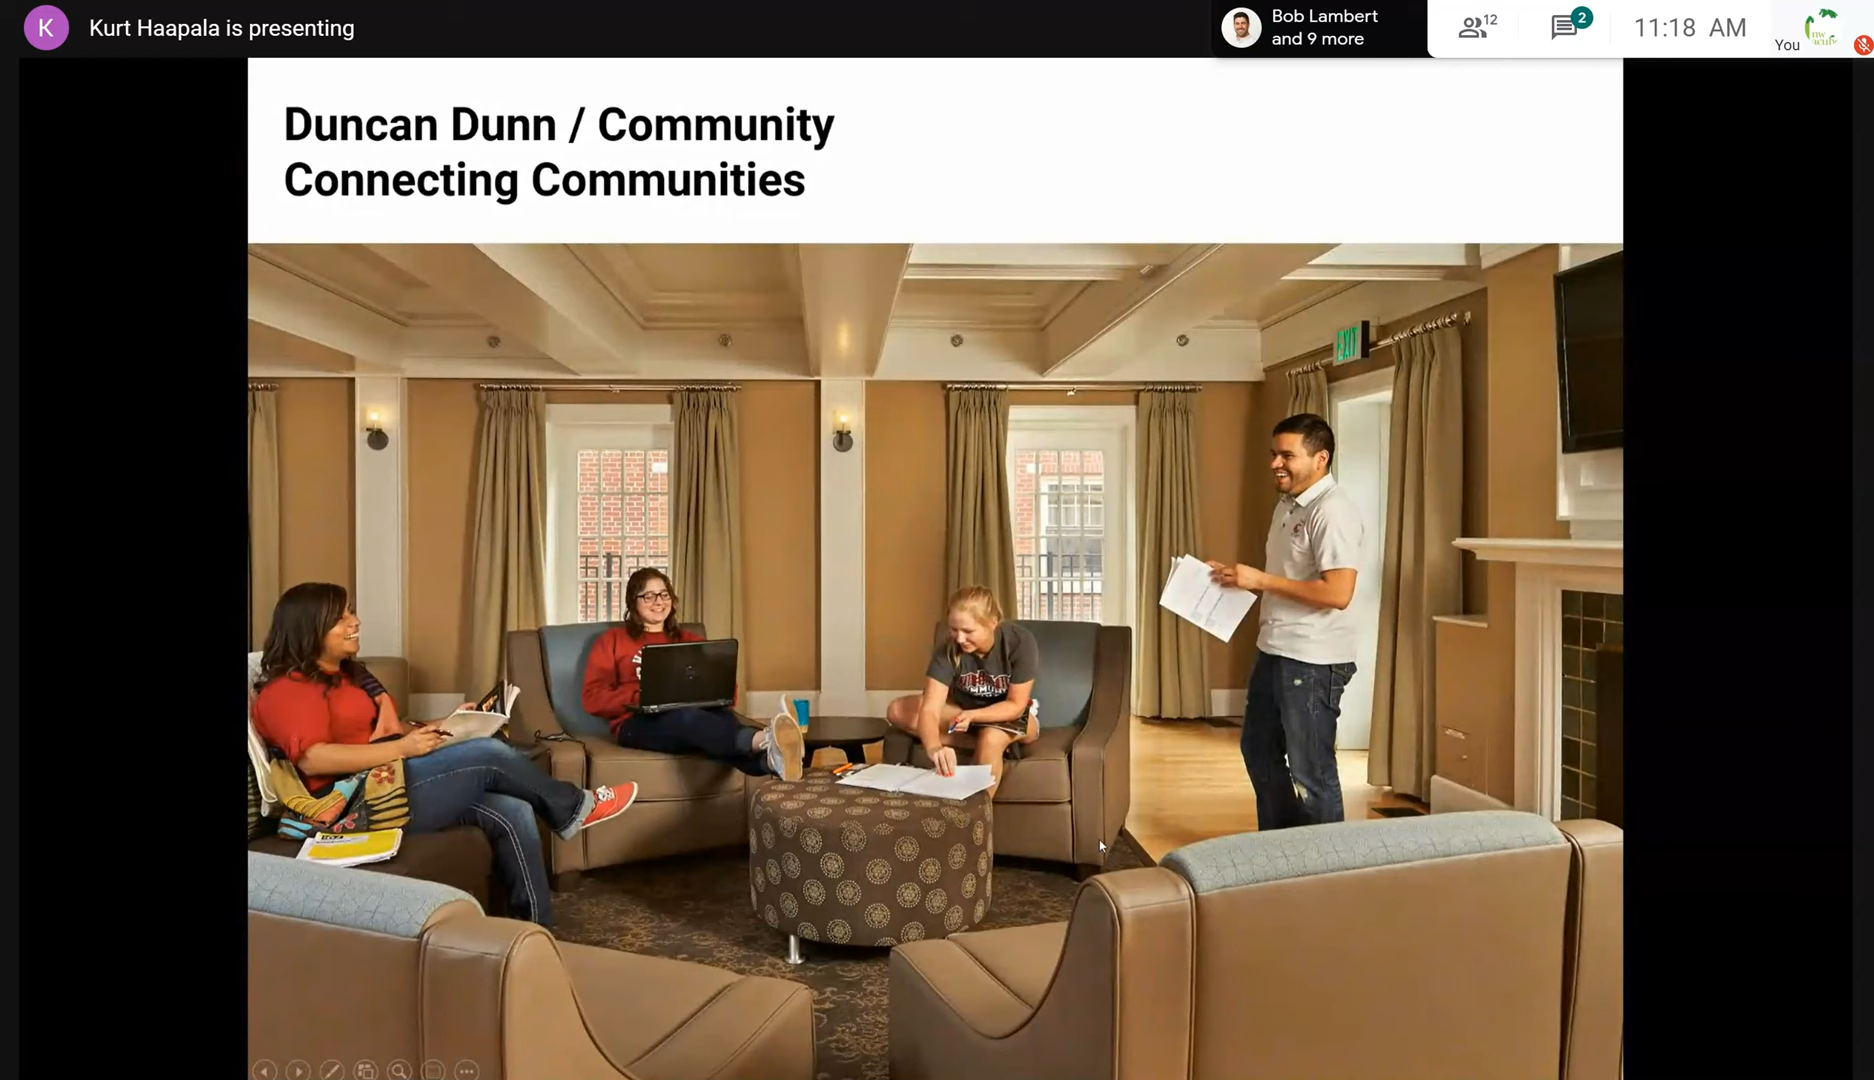 K
Kurt Haapala is presenting
Bob Lambert
and 9 more
12
2
11:18 AM
You
Duncan Dunn / Community
Connecting Communities
EXIT